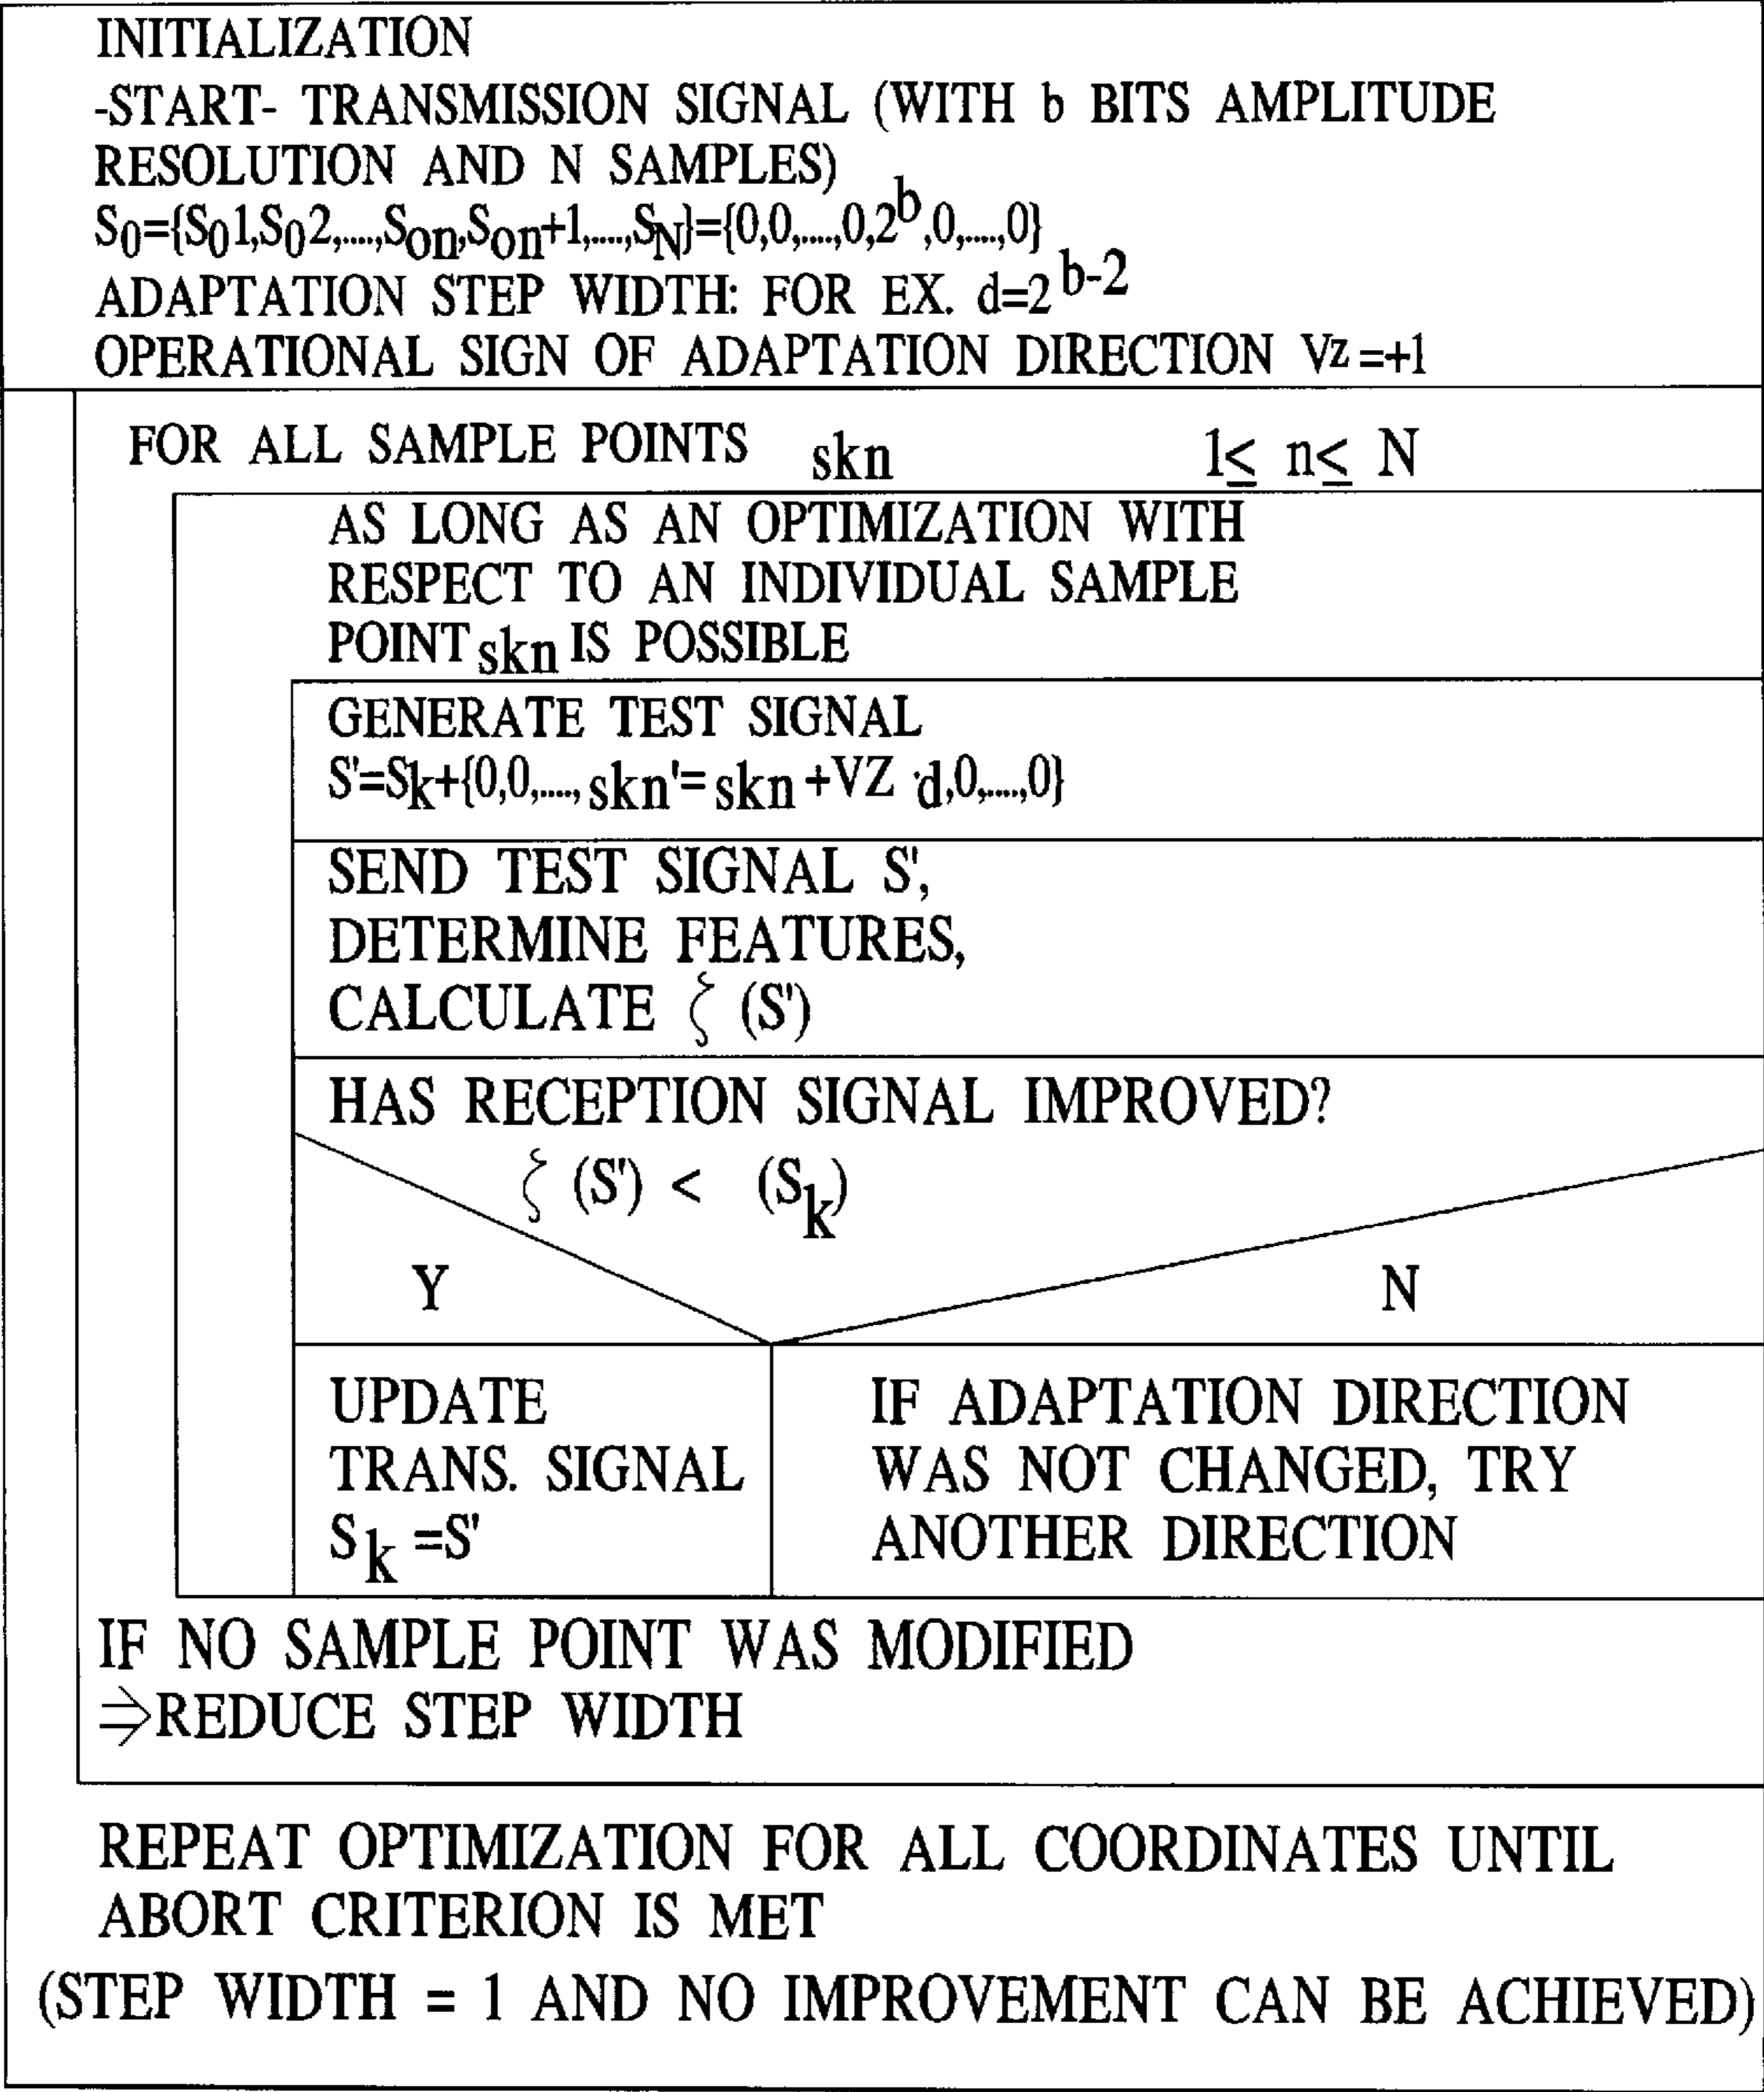 INITIALIZATION
-START- TRANSMISSION SIGNAL (WITH b BITS AMPLITUDE
RESOLUTION AND N SAMPLES)
S0={S01,S02,....,Son,Son+1,....,SN}={0,0,....,0,2^b,0,....,0}
ADAPTATION STEP WIDTH: FOR EX. d=2^b-2
OPERATIONAL SIGN OF ADAPTATION DIRECTION Vz=+1
FOR ALL SAMPLE POINTS skn 1≤ n≤ N
AS LONG AS AN OPTIMIZATION WITH
RESPECT TO AN INDIVIDUAL SAMPLE
POINT skn IS POSSIBLE
GENERATE TEST SIGNAL
S'=Sk+{0,0,....,skn'=skn+VZ·d,0,....,0}
SEND TEST SIGNAL S',
DETERMINE FEATURES,
CALCULATE ζ (S')
HAS RECEPTION SIGNAL IMPROVED?
ζ (S') < (Sk)
Y N
UPDATE
TRANS. SIGNAL
Sk=S'
IF ADAPTATION DIRECTION
WAS NOT CHANGED, TRY
ANOTHER DIRECTION
IF NO SAMPLE POINT WAS MODIFIED
⇒REDUCE STEP WIDTH
REPEAT OPTIMIZATION FOR ALL COORDINATES UNTIL
ABORT CRITERION IS MET
(STEP WIDTH = 1 AND NO IMPROVEMENT CAN BE ACHIEVED)